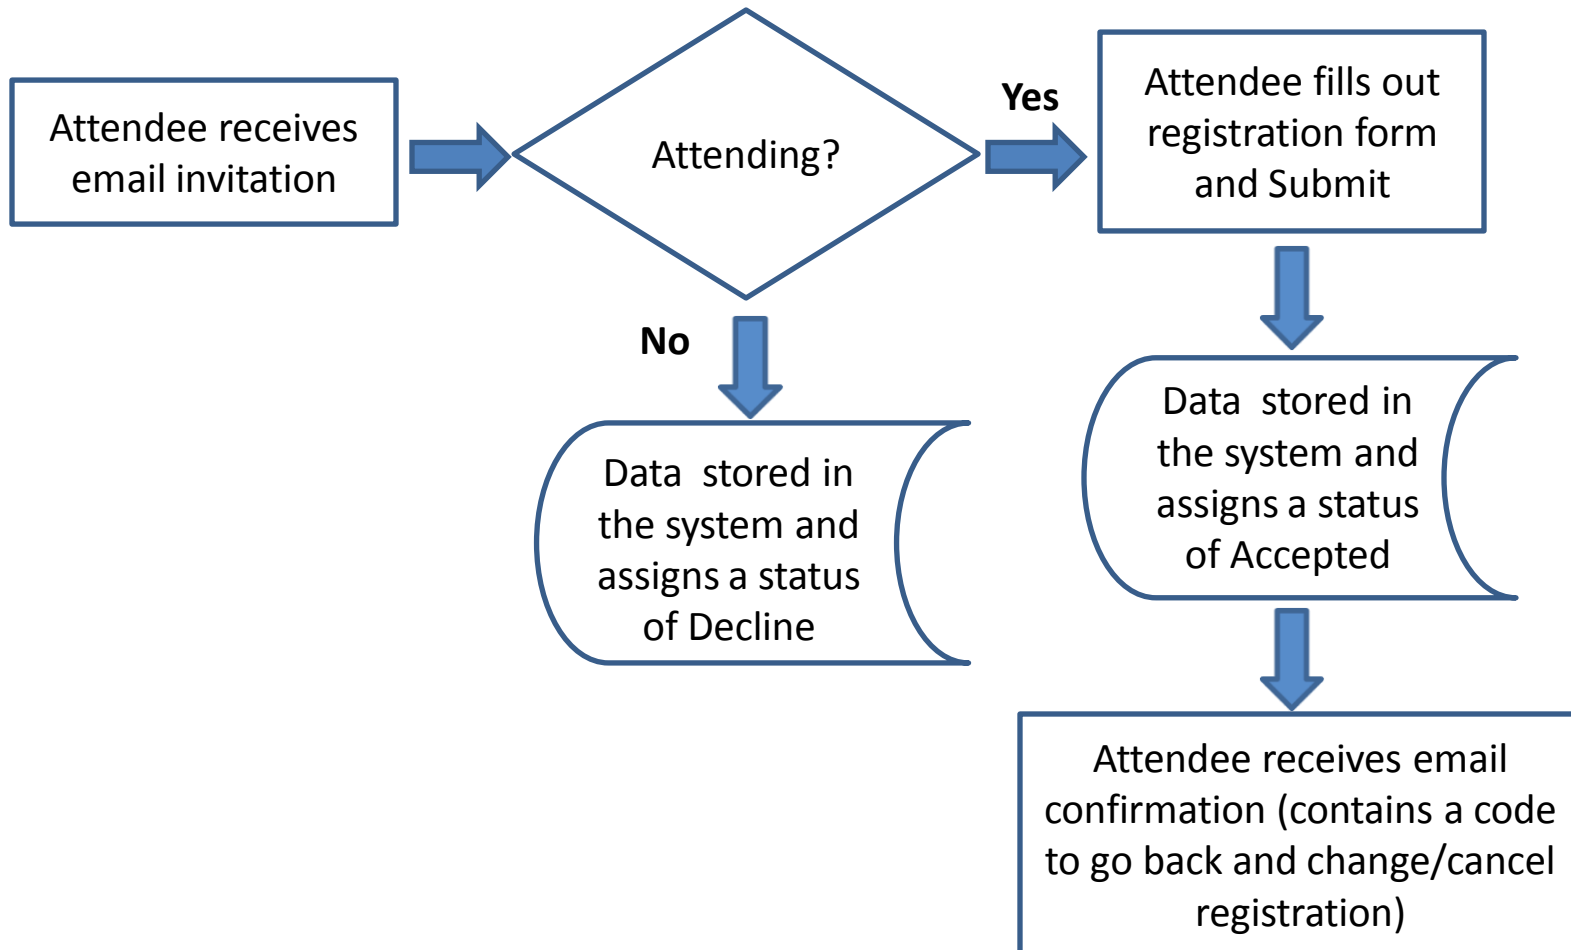 Attendee receives
email invitation
Attending?
Yes
Attendee fills out
registration form
and Submit
No
Data  stored in
the system and
assigns a status
of Decline
Data  stored in
the system and
assigns a status
of Accepted
Attendee receives email
confirmation (contains a code
to go back and change/cancel
registration)